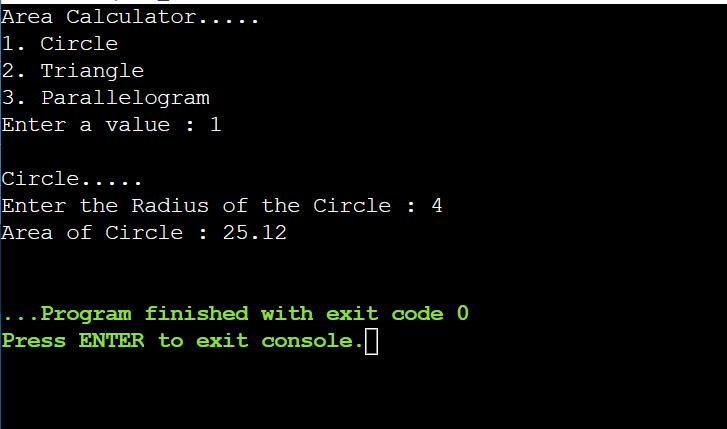 Area Calculator.....
1. Circle
2. Triangle
3. Parallelogram
Enter a value : 1
Circle.....
Enter the Radius of the Circle : 4
Area of Circle : 25.12
...Program finished with exit code 0
Press ENTER to exit console.